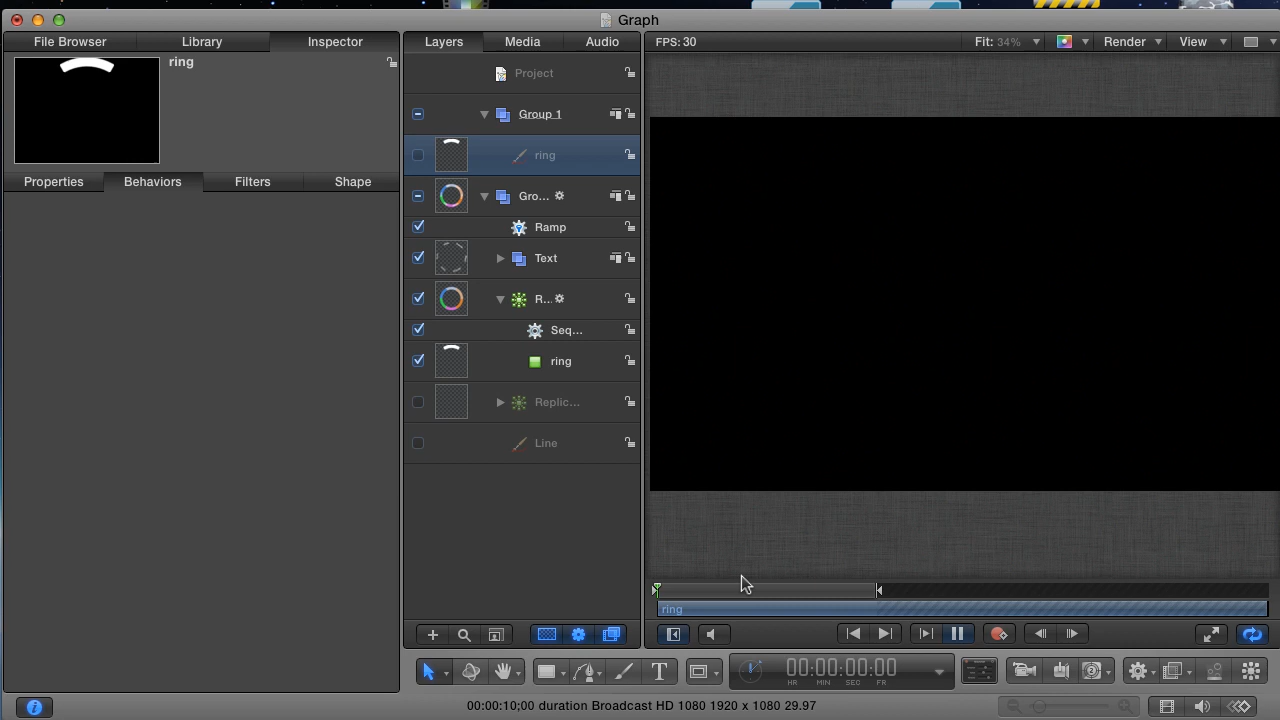 Graph
File Browser
Library
Inspector
Layers
Media
Audio
FPS: 30
Fit: 34%
Render
View
ring
Project
Group 1
ring
Properties
Behaviors
Filters
Shape
Gro...
Ramp
Text
R...
Seq...
ring
Replic...
Line
ring
T
00:00:00:00
HR MIN SEC FR
00:00:10;00 duration Broadcast HD 1080 1920 x 1080 29.97